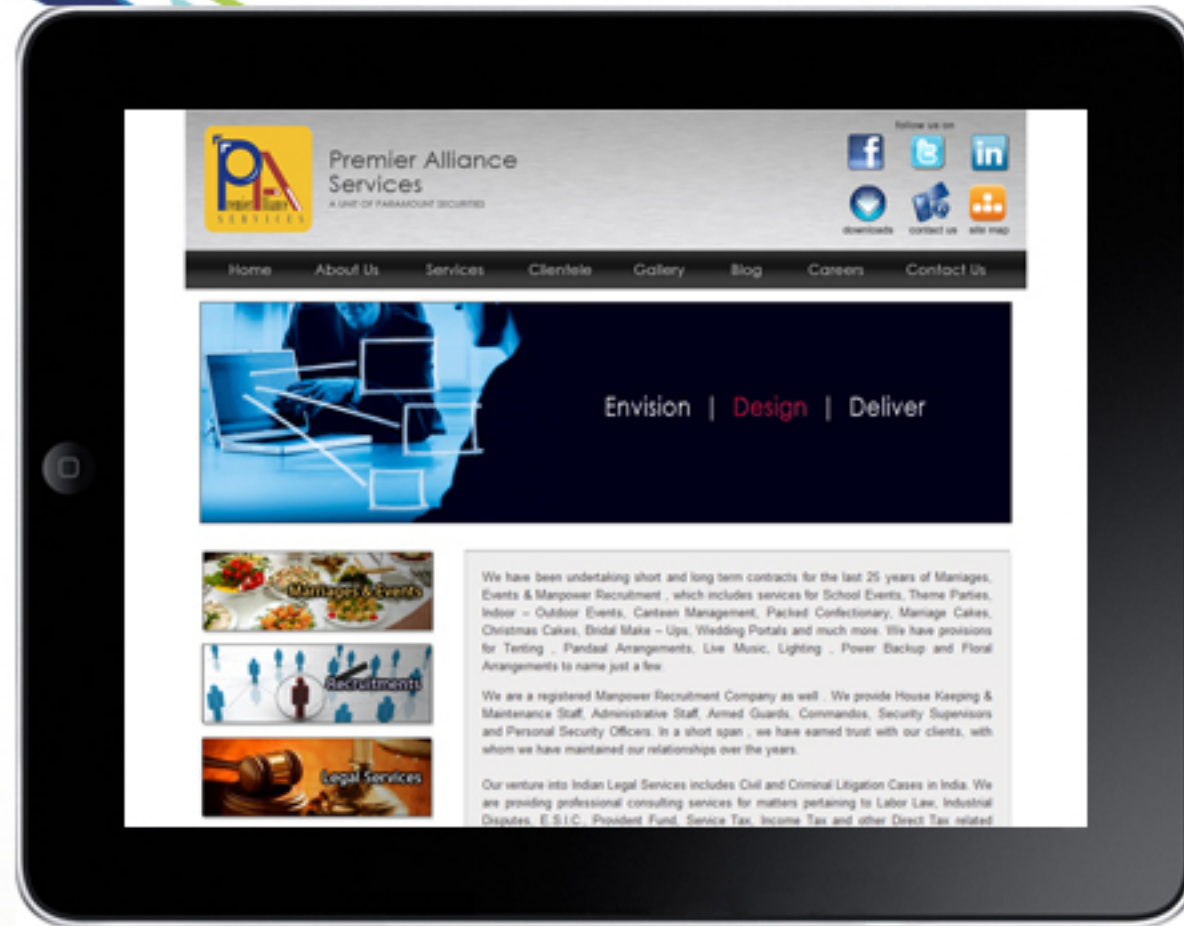 follow us on
Premier Alliance
Services
A UNIT OF PARAMOUNT SECURITIES
SERVICES
downloads contact us site map
Home About Us Services Clientele Gallery Blog Careers Contact Us
Envision | Design | Deliver
Marriages & Events
Recruitments
Legal Services
We have been undertaking short and long term contracts for the last 25 years of Marriages,
Events & Manpower Recruitment , which includes services for School Events, Theme Parties,
Indoor – Outdoor Events, Canteen Management, Packed Confectionary, Marriage Cakes,
Christmas Cakes, Bridal Make – Ups, Wedding Portals and much more. We have provisions
for Tenting , Pandaal Arrangements, Live Music, Lighting , Power Backup and Floral
Arrangements to name just a few.
We are a registered Manpower Recruitment Company as well . We provide House Keeping &
Maintenance Staff, Administrative Staff, Armed Guards, Commandos, Security Supervisors
and Personal Security Officers. In a short span , we have earned trust with our clients, with
whom we have maintained our relationships over the years.
Our venture into Indian Legal Services includes Civil and Criminal Litigation Cases in India. We
are providing professional consulting services for matters pertaining to Labor Law, Industrial
Disputes, E.S.I.C., Provident Fund, Service Tax, Income Tax and other Direct Tax related